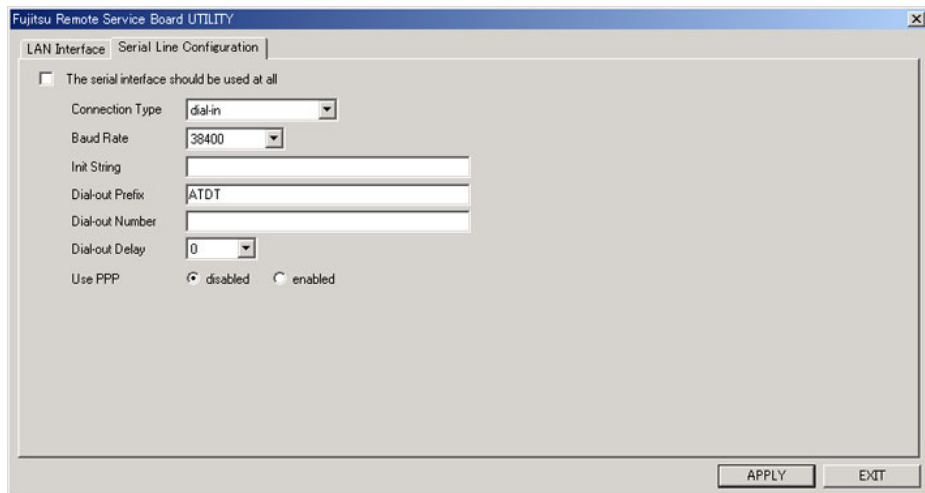 Fujitsu Remote Service Board UTILITY
LAN Interface Serial Line Configuration
The serial interface should be used at all
Connection Type dial-in
Baud Rate 38400
Init String
Dial-out Prefix ATDT
Dial-out Number
Dial-out Delay 0
Use PPP disabled enabled
APPLY EXIT